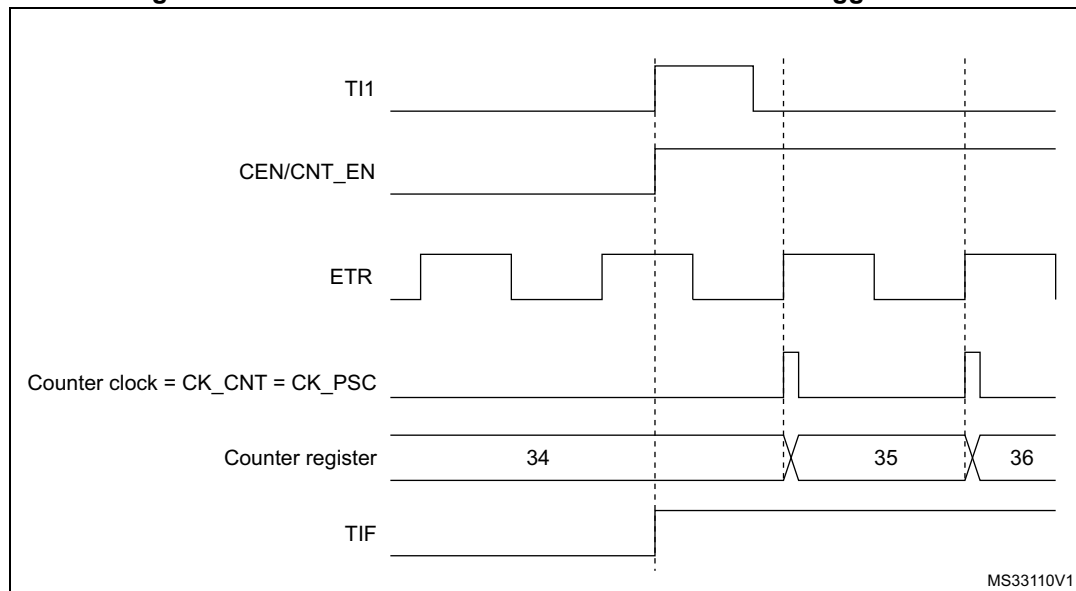 TI1
CEN/CNT_EN
ETR
Counter clock = CK_CNT = CK_PSC
Counter register 34 35 36
TIF
MS33110V1